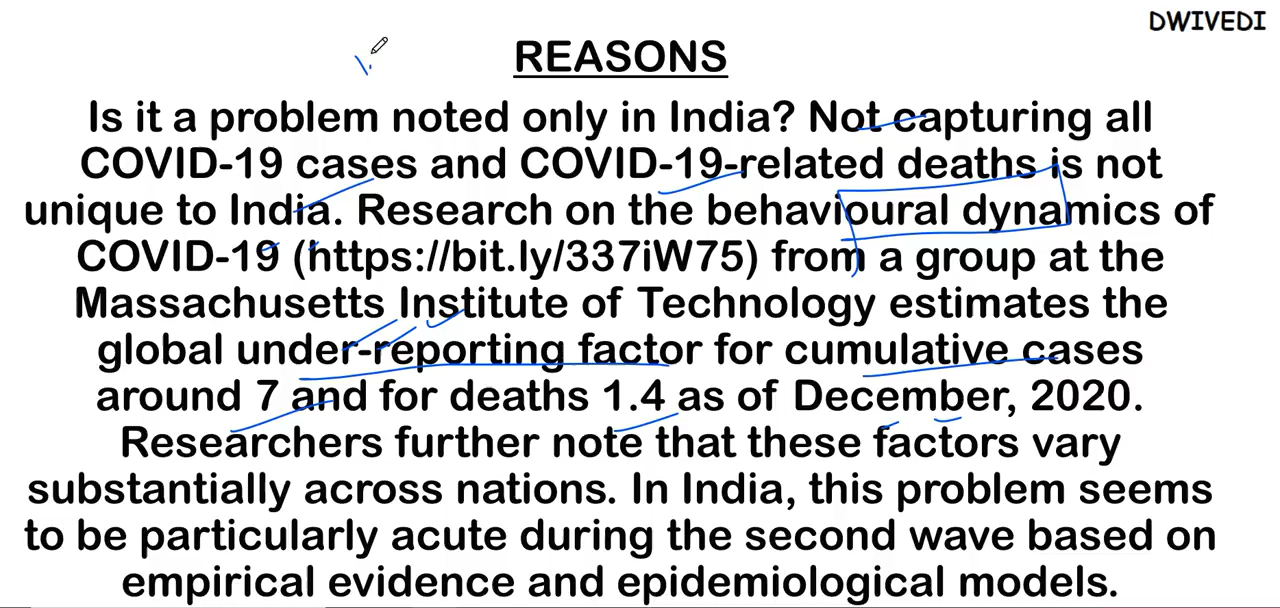 DWIVEDI
REASONS
Is it a problem noted only in India? Not capturing all
COVID-19 cases and COVID-19-related deaths is not
unique to India. Research on the behavioural dynamics of
COVID-19 (https://bit.ly/337iW75) from a group at the
Massachusetts Institute of Technology estimates the
global under-reporting factor for cumulative cases
around 7 and for deaths 1.4 as of December, 2020.
Researchers further note that these factors vary
substantially across nations. In India, this problem seems
to be particularly acute during the second wave based on
empirical evidence and epidemiological models.